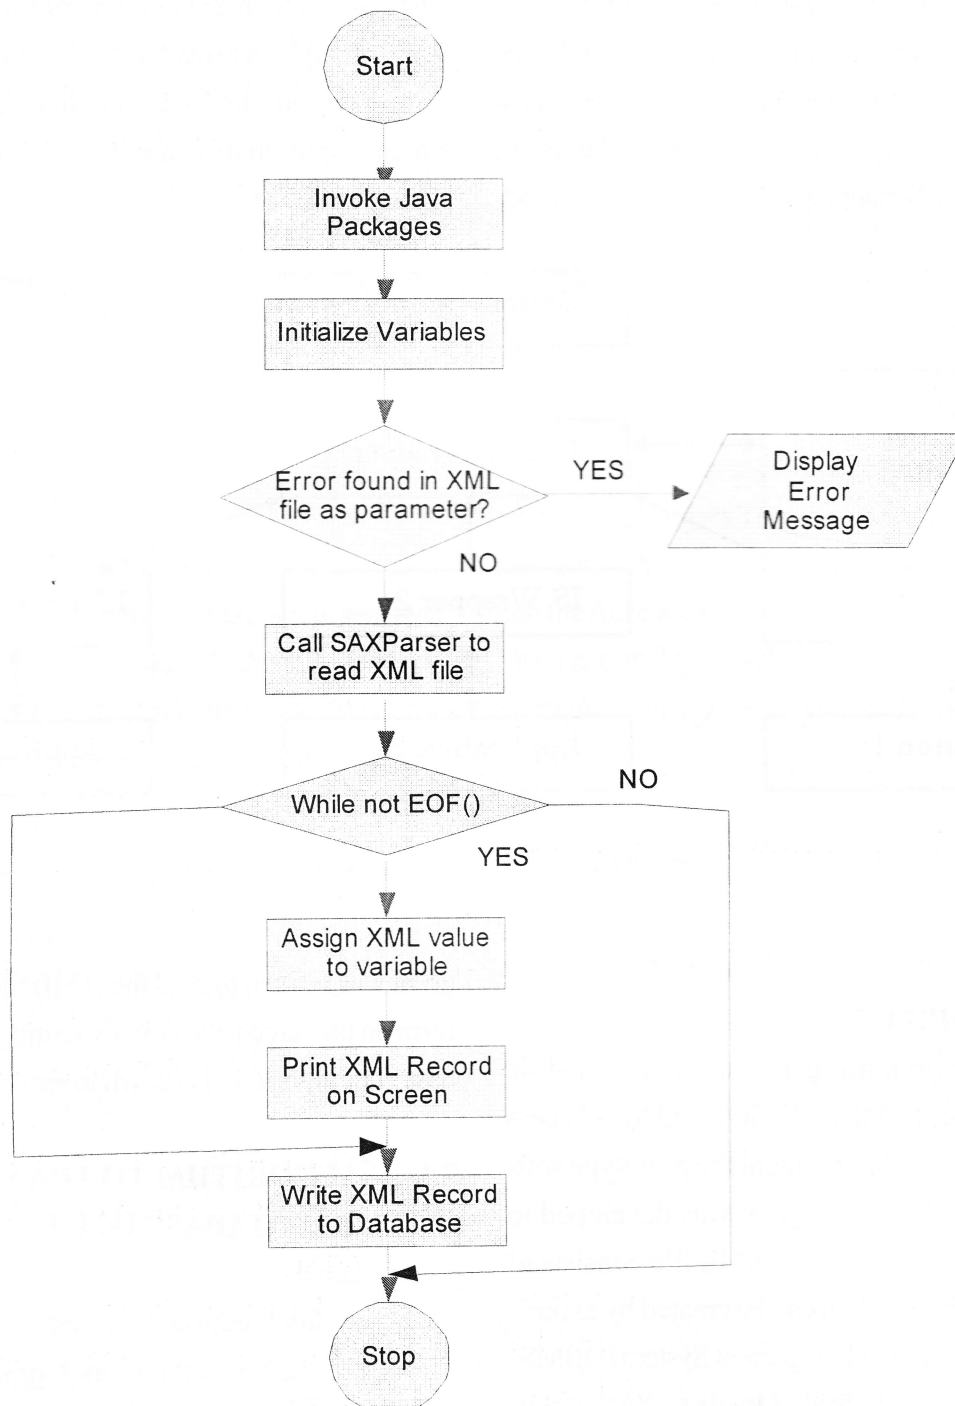 Start
Invoke Java
Packages
Initialize Variables
Error found in XML
file as parameter?
YES
Display
Error
Message
NO
Call SAXParser to
read XML file
While not EOF()
NO
YES
Assign XML value
to variable
Print XML Record
on Screen
Write XML Record
to Database
Stop